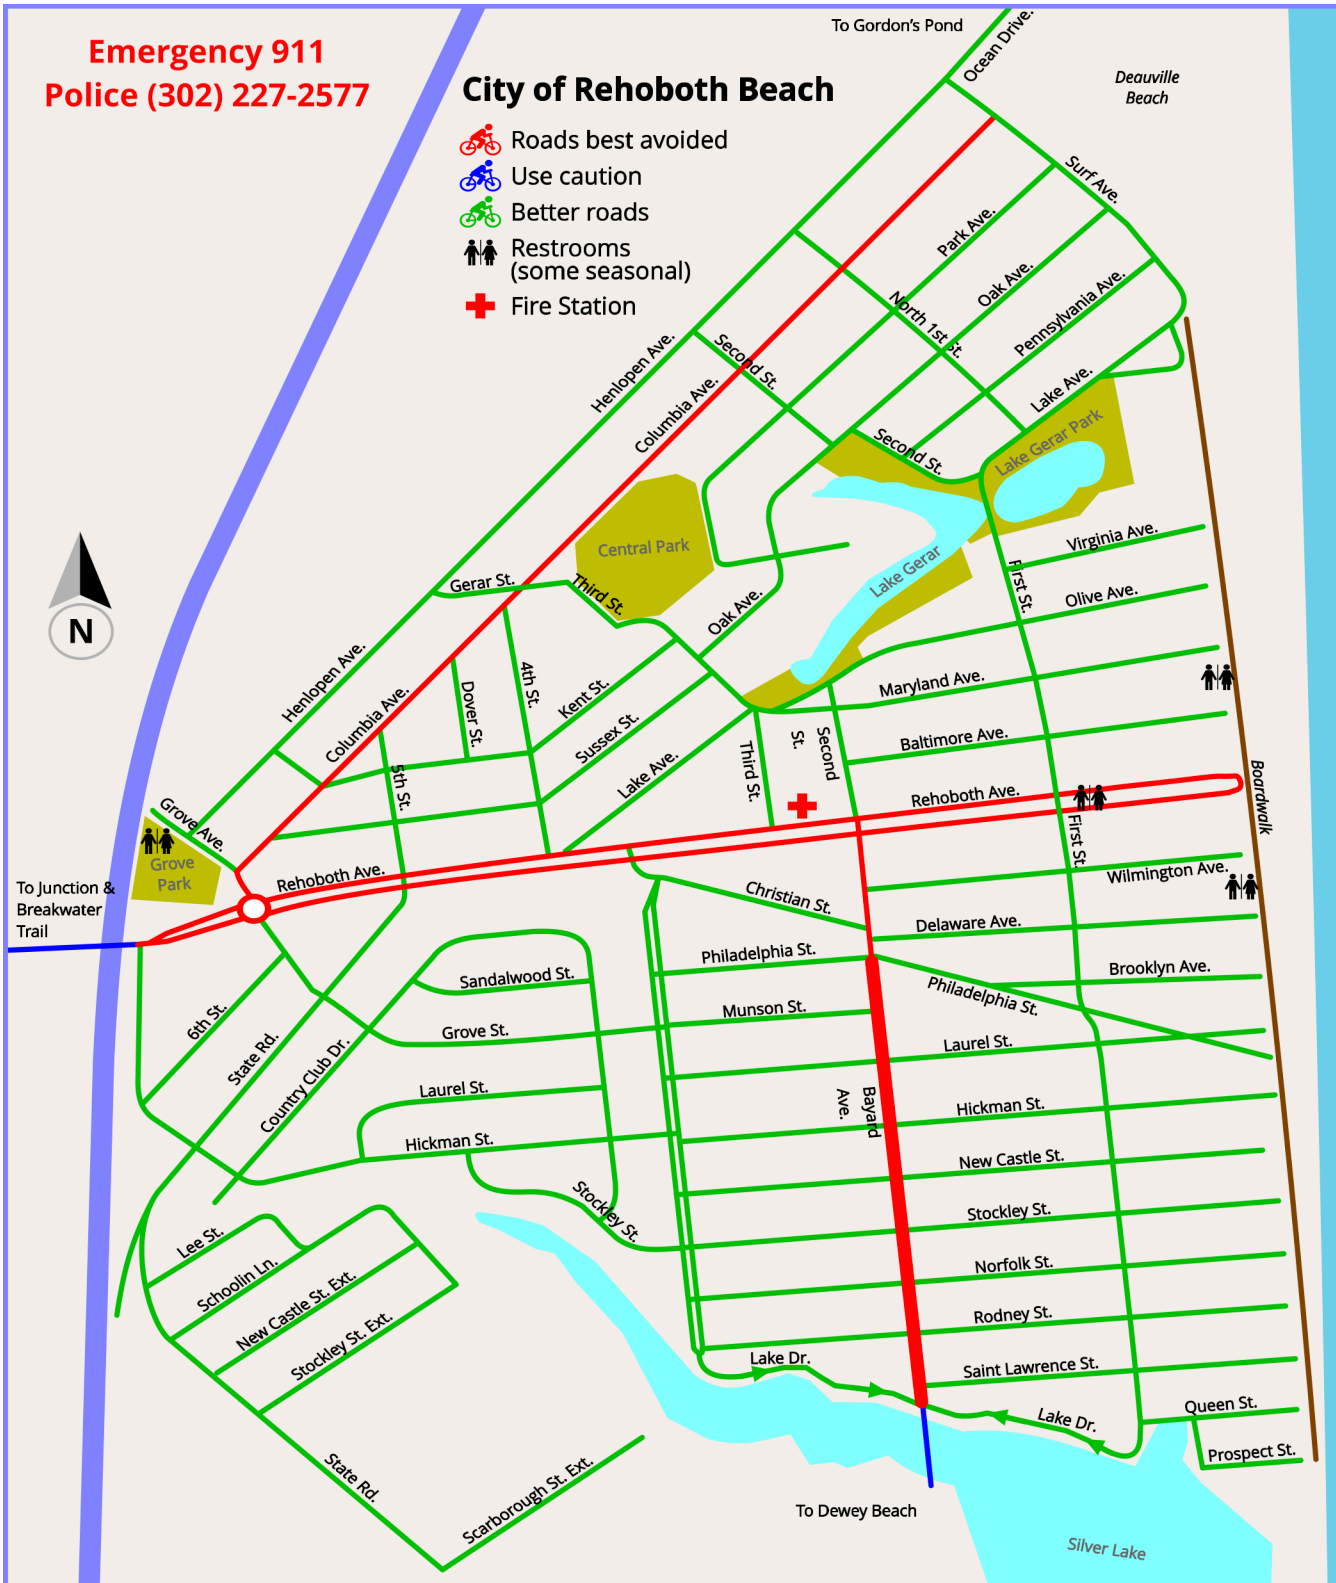 Emergency 911
Police (302) 227-2577
To Gordon's Pond
Ocean Drive.
Deauville
Beach
City of Rehoboth Beach
Roads best avoided
Use caution
Better roads
Restrooms
(some seasonal)
Fire Station
Surf Ave.
Park Ave.
Oak Ave.
Pennsylvania Ave.
North 1st St.
Henlopen Ave.
Second St.
Columbia Ave.
Lake Ave.
Second St.
Lake Gerar Park
Central Park
Virginia Ave.
Lake Gerar
First St.
Gerar St.
Third St.
Olive Ave.
Oak Ave.
N
Henlopen Ave.
4th St.
Kent St.
Maryland Ave.
Dover St.
Columbia Ave.
Sussex St.
Second
St.
Baltimore Ave.
Third St.
Lake Ave.
5th St.
Boardwalk
Rehoboth Ave.
Grove Ave.
First St.
Grove
Park
Rehoboth Ave.
Wilmington Ave.
To Junction &
Breakwater
Trail
Christian St.
Delaware Ave.
Philadelphia St.
Sandalwood St.
Brooklyn Ave.
Philadelphia St.
Munson St.
6th St.
Grove St.
State Rd.
Laurel St.
Country Club Dr.
Laurel St.
Bayard
Ave.
Hickman St.
Hickman St.
New Castle St.
Stockley St.
Stockley St.
Lee St.
Schoolin Ln.
Norfolk St.
New Castle St. Ext.
Rodney St.
Stockley St. Ext.
Lake Dr.
Saint Lawrence St.
Queen St.
Lake Dr.
Prospect St.
State Rd.
Scarborough St. Ext.
To Dewey Beach
Silver Lake